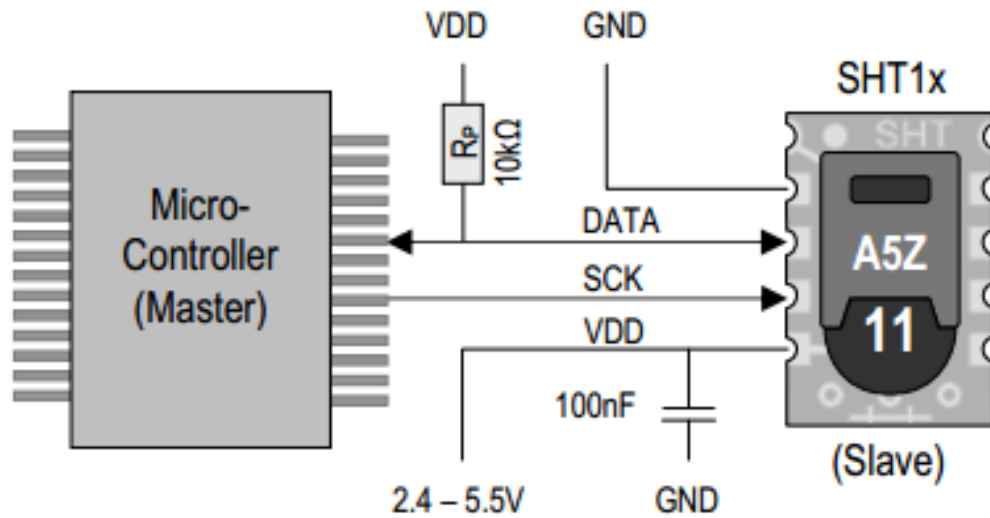 VDD
GND
SHT1x
SHT
RP
10kΩ
Micro-
Controller
(Master)
DATA
A5Z
SCK
11
VDD
100nF
(Slave)
2.4 – 5.5V
GND